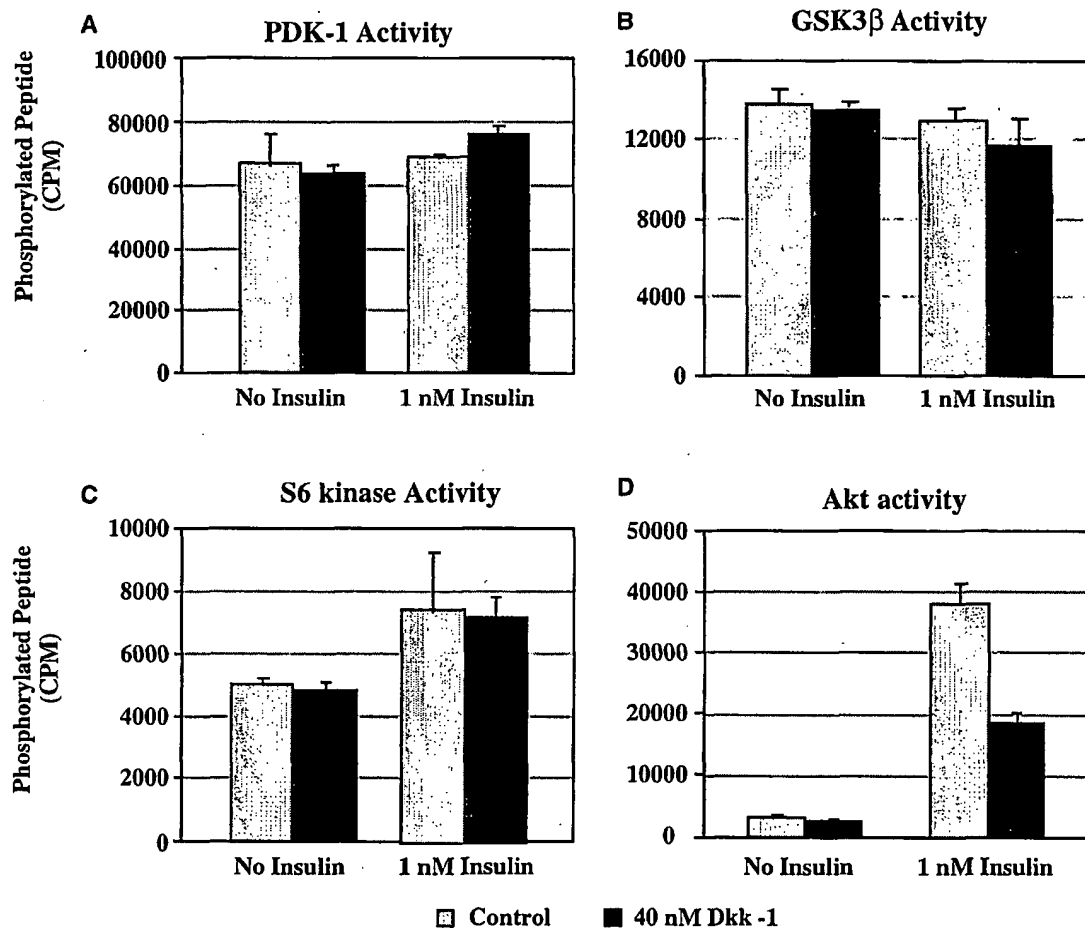 A
PDK-1 Activity
Phosphorylated Peptide
(CPM)
100000
80000
60000
40000
20000
0
No Insulin
1 nM Insulin
B
GSK3β Activity
16000
12000
8000
4000
0
No Insulin
1 nM Insulin
C
S6 kinase Activity
Phosphorylated Peptide
(CPM)
10000
8000
6000
4000
2000
0
No Insulin
1 nM Insulin
D
Akt activity
50000
40000
30000
20000
10000
0
No Insulin
1 nM Insulin
Control
40 nM Dkk -1